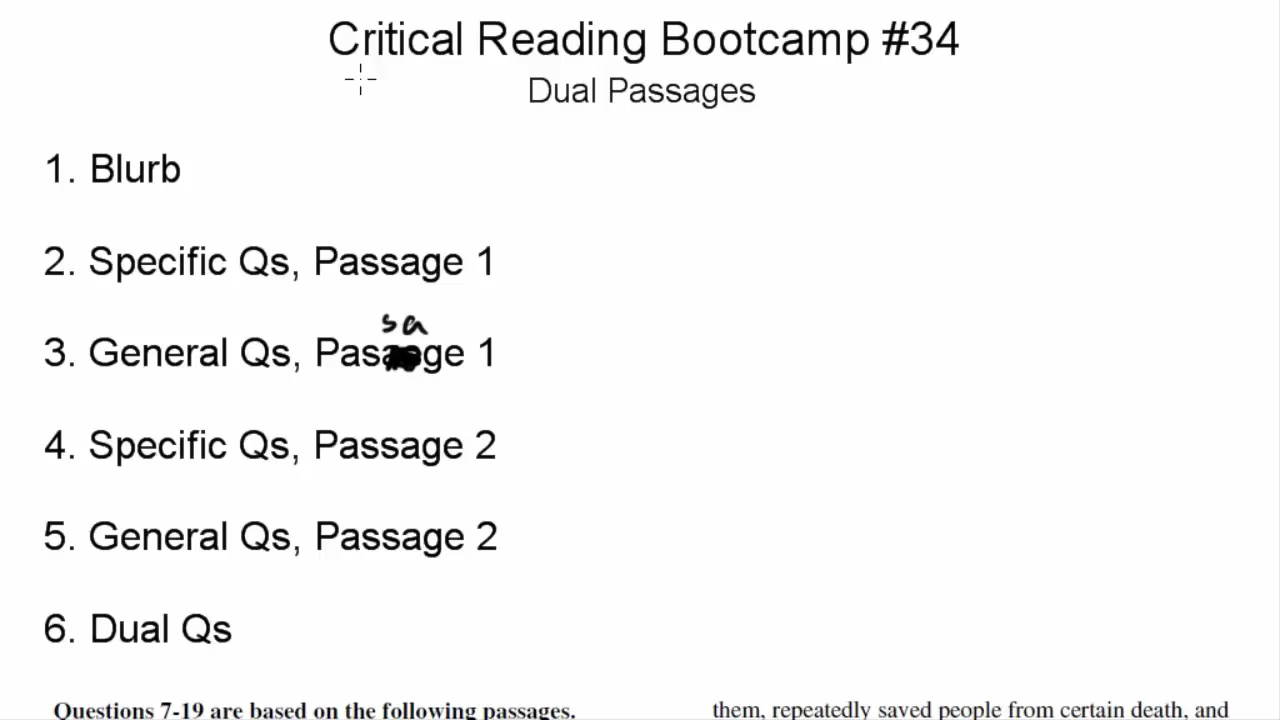 Critical Reading Bootcamp #34
Dual Passages
1. Blurb
2. Specific Qs, Passage 1
sa
3. General Qs, Pas ge 1
4. Specific Qs, Passage 2
5. General Qs, Passage 2
6. Dual Qs
Questions 7-19 are based on the following passages.
them, repeatedly saved people from certain death, and